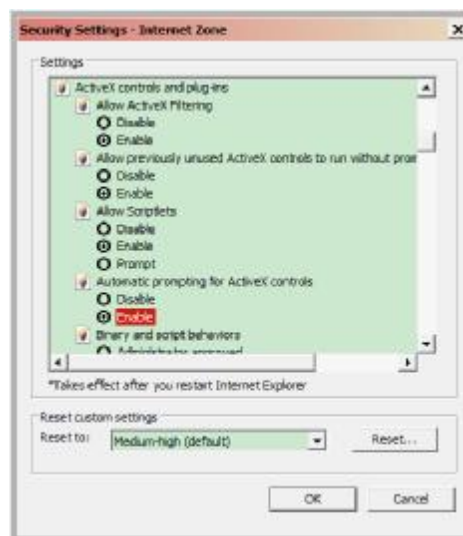 Security Settings - Internet Zone
Settings
ActiveX controls and plug-ins
Allow ActiveX Filtering
Disable
Enable
Allow previously unused ActiveX controls to run without prom
Disable
Enable
Allow Scriptlets
Disable
Enable
Prompt
Automatic prompting for ActiveX controls
Disable
Enable
Binary and script behaviors
Administrator approved
*Takes effect after you restart Internet Explorer
Reset custom settings
Reset to: Medium-high (default) Reset...
OK Cancel